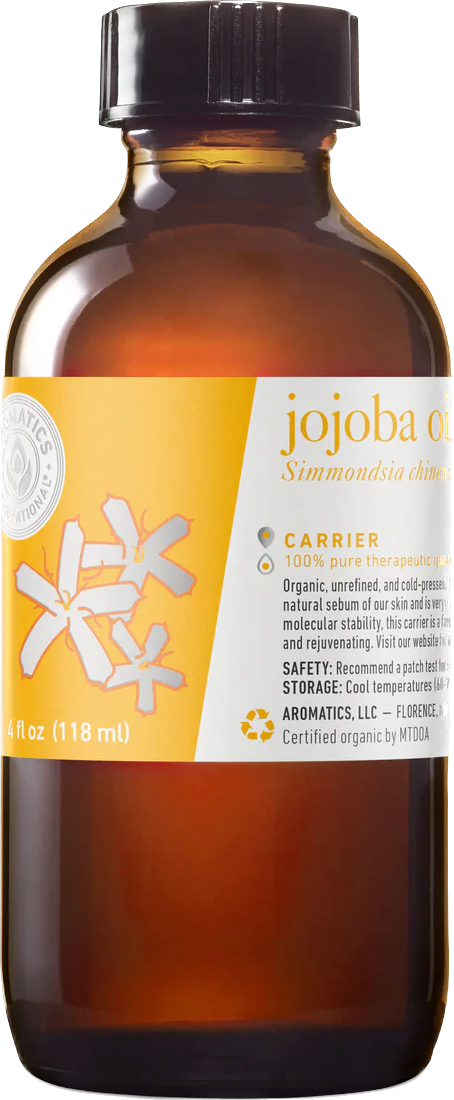 jojoba oi
Simmondsia chinens
CARRIER
100% pure therapeutic
Organic, unrefined, and cold-pressed.
natural sebum of our skin and is very
molecular stability, this carrier is a
and rejuvenating. Visit our website
SAFETY: Recommend a patch test
STORAGE: Cool temperatures
AROMATICS, LLC – FLORENCE,
Certified organic by MTDOA
OMATICS
NATIONAL
4 fl oz (118 ml)